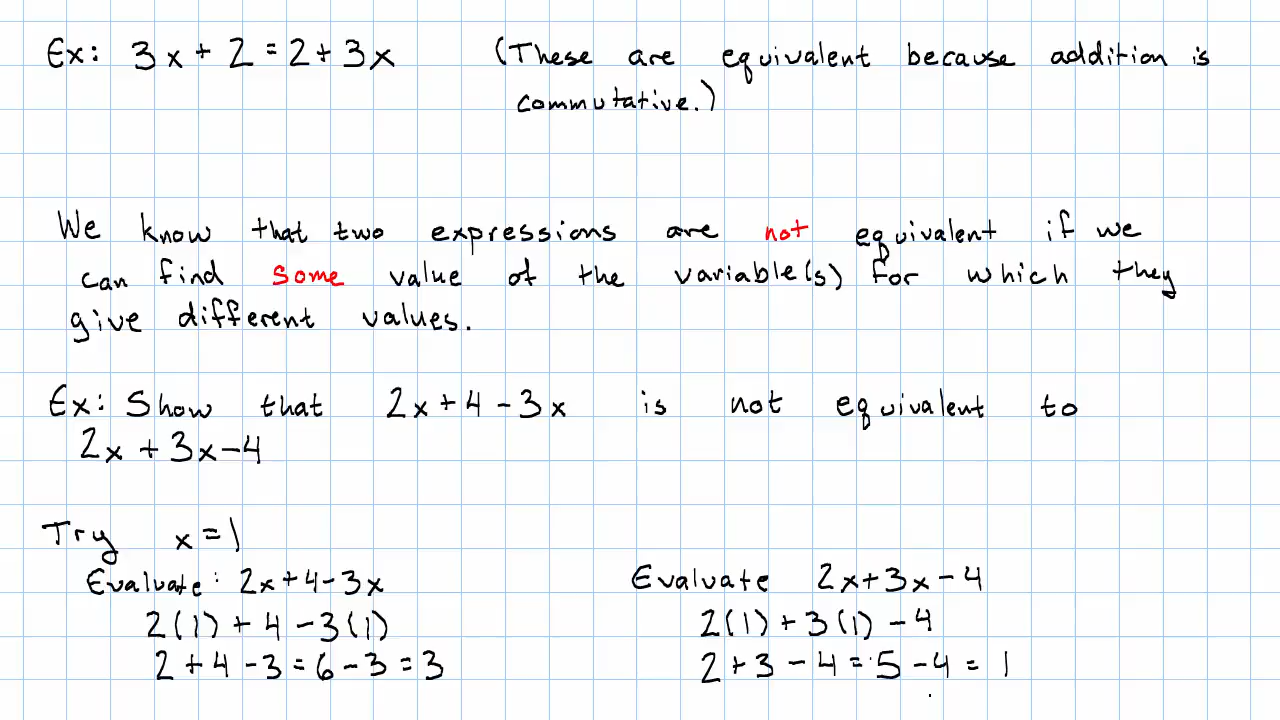 Ex: 3x + 2 = 2 + 3x (These are equivalent because addition is
commutative.)
We know that two expressions are not equivalent if we
can find some value of the variable(s) for which they
give different values.
Ex: Show that 2x + 4 - 3x is not equivalent to
2x + 3x - 4
Try x = 1
Evaluate: 2x + 4 - 3x
2(1) + 4 - 3(1)
2 + 4 - 3 = 6 - 3 = 3
Evaluate 2x + 3x - 4
2(1) + 3(1) - 4
2 + 3 - 4 = 5 - 4 = 1